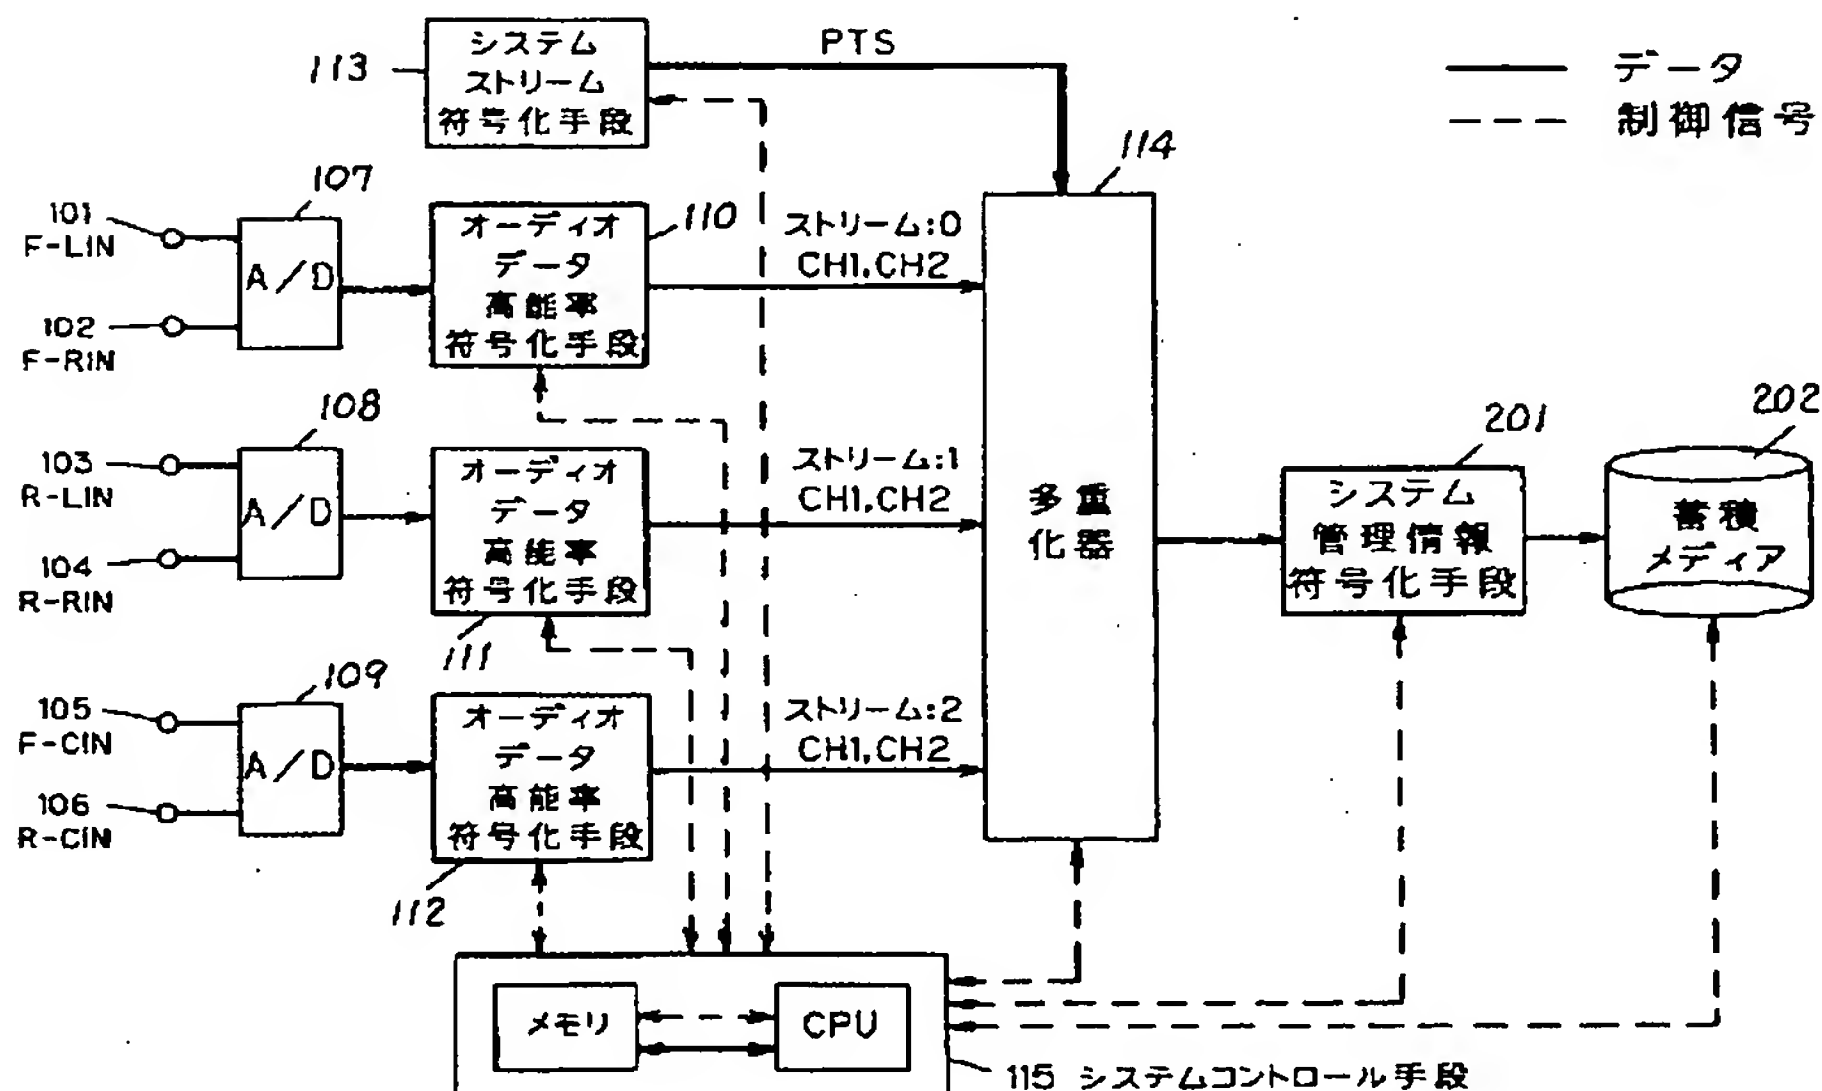 システム
ストリーム
符号化手段
113
PTS
データ
制御信号
114
107
101
F-LIN
A/D
102
F-RIN
オーディオ
データ
高能率
符号化手段
110
ストリーム:0
CH1.CH2
108
103
R-LIN
A/D
104
R-RIN
オーディオ
データ
高能率
符号化手段
111
ストリーム:1
CH1.CH2
多重
化器
201
システム
管理情報
符号化手段
202
蓄積
メディア
109
105
F-CIN
A/D
106
R-CIN
オーディオ
データ
高能率
符号化手段
112
ストリーム:2
CH1.CH2
メモリ
CPU
115 システムコントロール手段